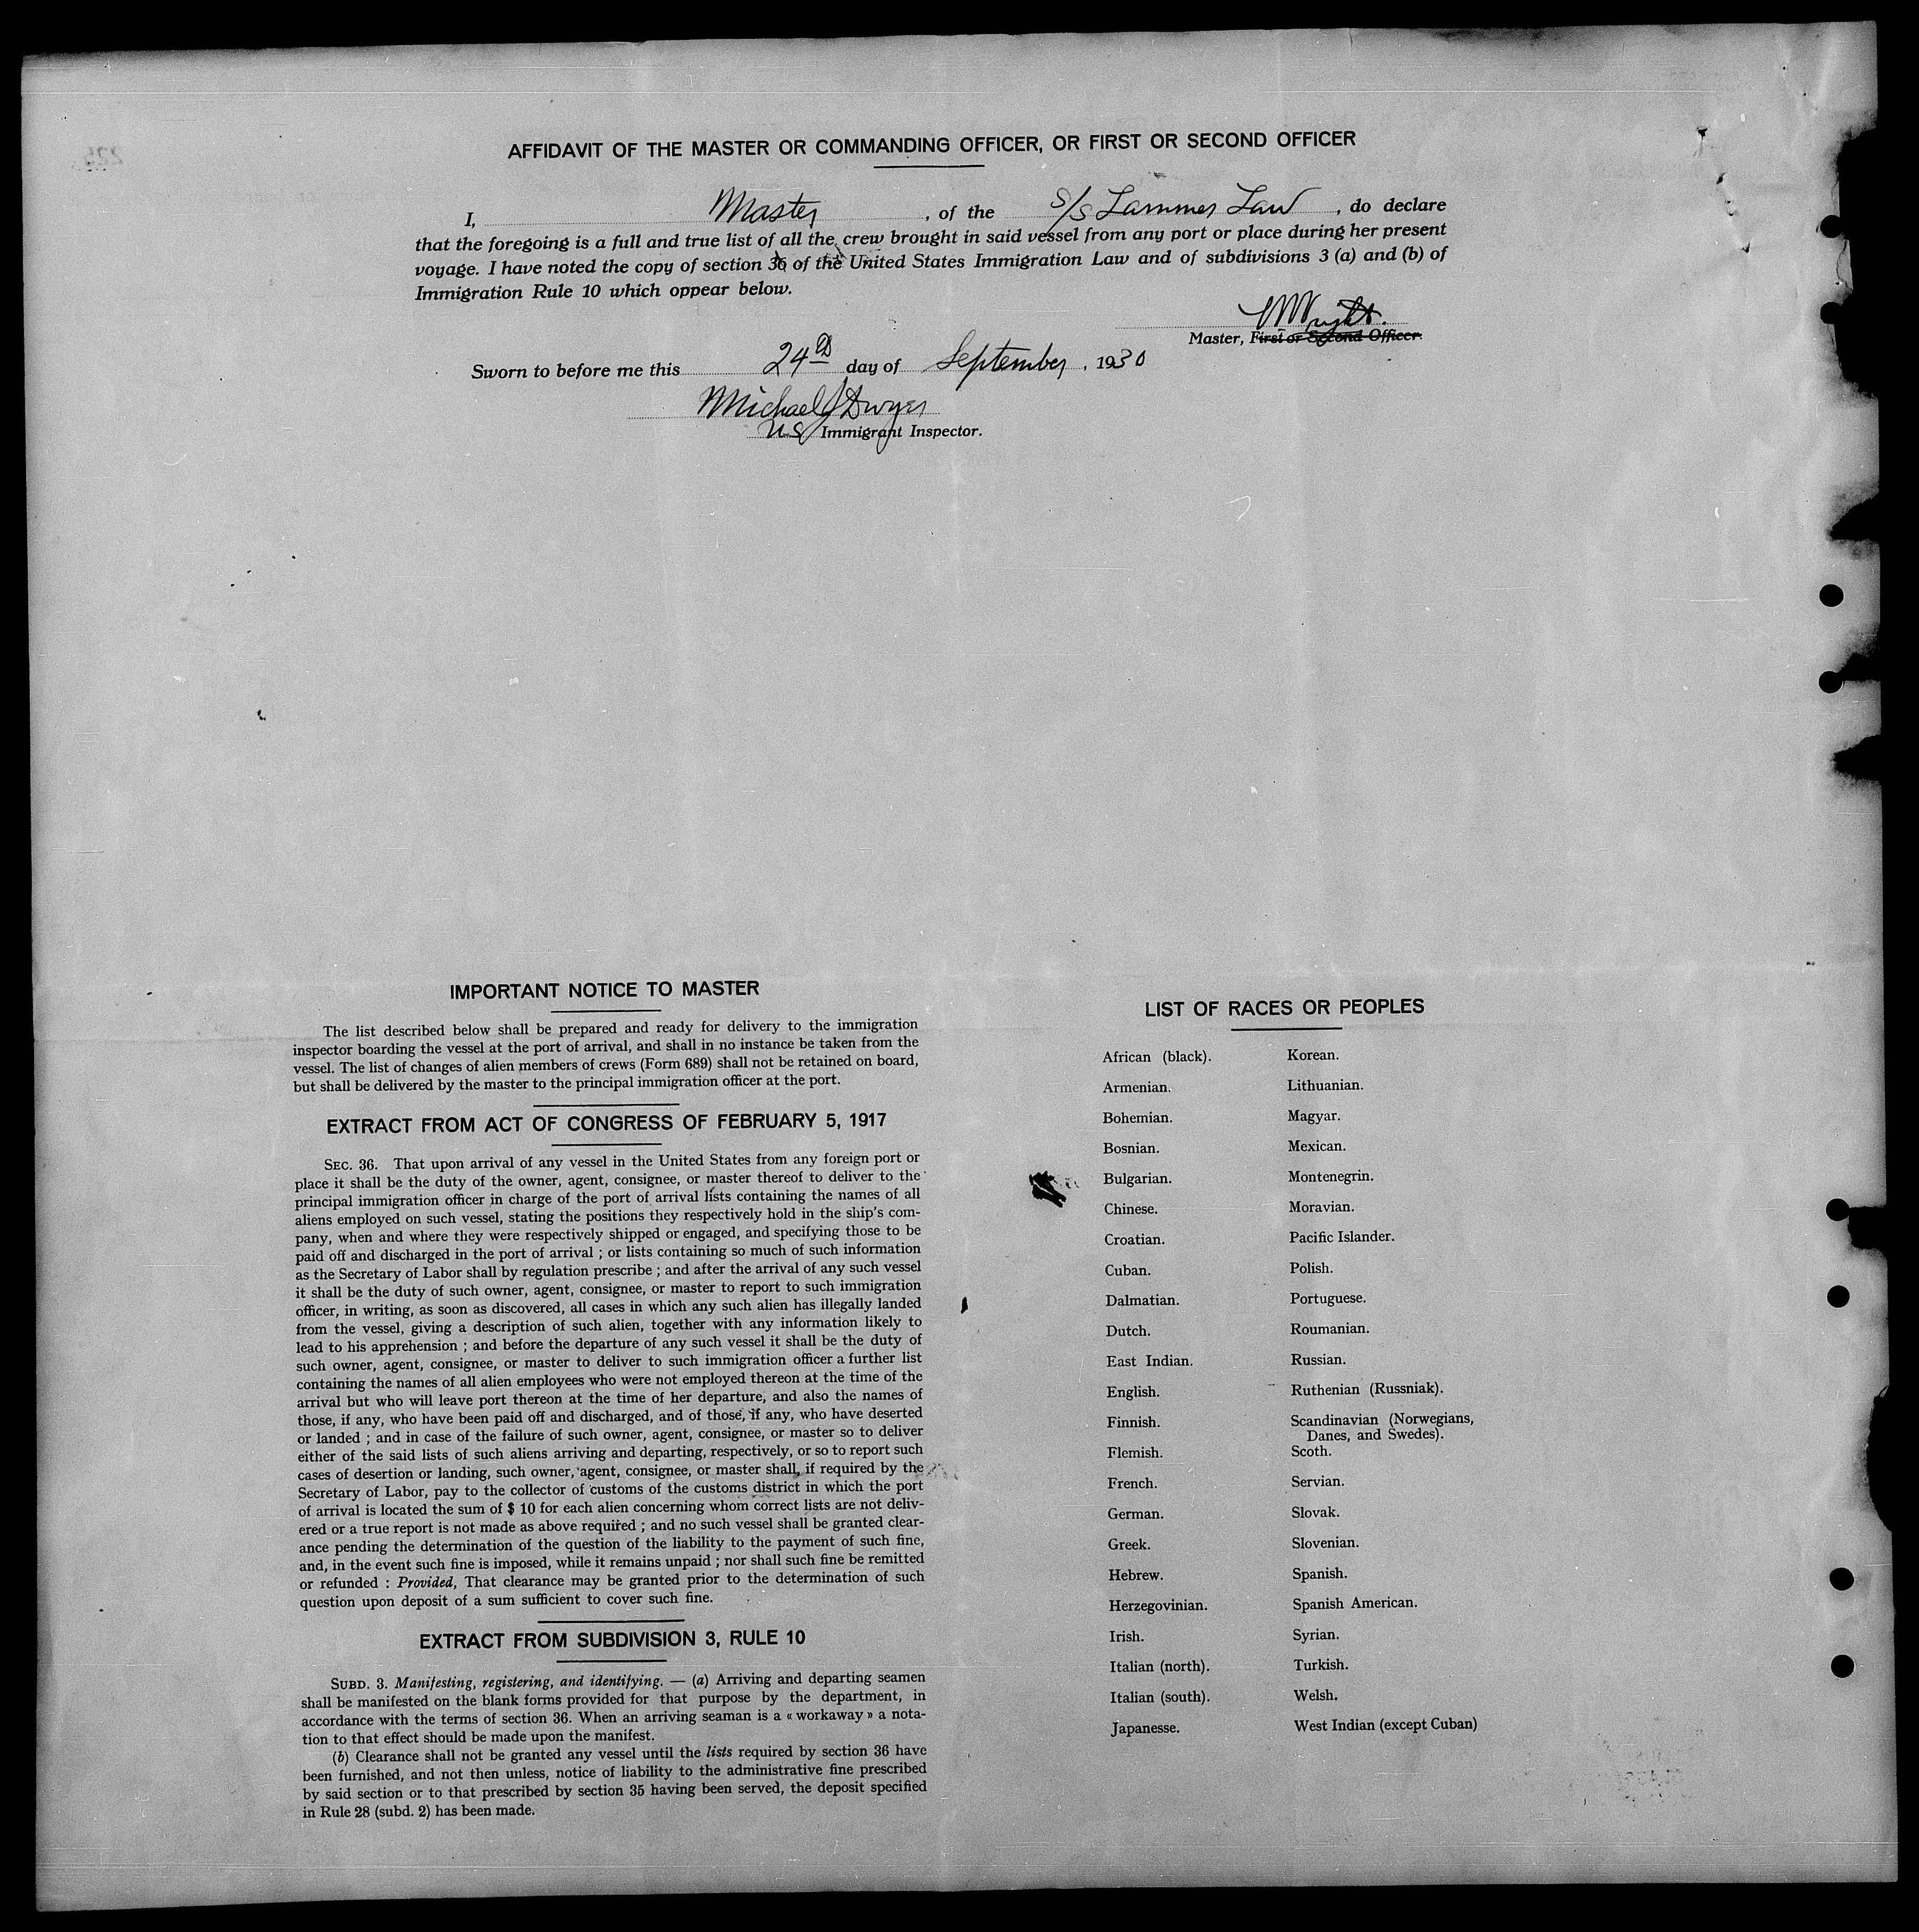 AFFIDAVIT OF THE MASTER OR COMMANDING OFFICER, OR FIRST OR SECOND OFFICER
I, Master, of the S/S Lammer Law, do declare
that the foregoing is a full and true list of all the crew brought in said vessel from any port or place during her present
voyage. I have noted the copy of section 36 of the United States Immigration Law and of subdivisions 3 (a) and (b) of
Immigration Rule 10 which oppear below.
Wright.
Master, First or Second Officer.
Sworn to before me this 24th day of September, 1930
Michael J Dwyer
US Immigrant Inspector.
IMPORTANT NOTICE TO MASTER
The list described below shall be prepared and ready for delivery to the immigration
inspector boarding the vessel at the port of arrival, and shall in no instance be taken from the
vessel. The list of changes of alien members of crews (Form 689) shall not be retained on board,
but shall be delivered by the master to the principal immigration officer at the port.
EXTRACT FROM ACT OF CONGRESS OF FEBRUARY 5, 1917
SEC. 36. That upon arrival of any vessel in the United States from any foreign port or
place it shall be the duty of the owner, agent, consignee, or master thereof to deliver to the
principal immigration officer in charge of the port of arrival lists containing the names of all
aliens employed on such vessel, stating the positions they respectively hold in the ship's com-
pany, when and where they were respectively shipped or engaged, and specifying those to be
paid off and discharged in the port of arrival ; or lists containing so much of such information
as the Secretary of Labor shall by regulation prescribe ; and after the arrival of any such vessel
it shall be the duty of such owner, agent, consignee, or master to report to such immigration
officer, in writing, as soon as discovered, all cases in which any such alien has illegally landed
from the vessel, giving a description of such alien, together with any information likely to
lead to his apprehension ; and before the departure of any such vessel it shall be the duty of
such owner, agent, consignee, or master to deliver to such immigration officer a further list
containing the names of all alien employees who were not employed thereon at the time of the
arrival but who will leave port thereon at the time of her departure, and also the names of
those, if any, who have been paid off and discharged, and of those, if any, who have deserted
or landed ; and in case of the failure of such owner, agent, consignee, or master so to deliver
either of the said lists of such aliens arriving and departing, respectively, or so to report such
cases of desertion or landing, such owner, agent, consignee, or master shall, if required by the
Secretary of Labor, pay to the collector of customs of the customs district in which the port
of arrival is located the sum of $ 10 for each alien concerning whom correct lists are not deliv-
ered or a true report is not made as above required ; and no such vessel shall be granted clear-
ance pending the determination of the question of the liability to the payment of such fine,
and, in the event such fine is imposed, while it remains unpaid ; nor shall such fine be remitted
or refunded : Provided, That clearance may be granted prior to the determination of such
question upon deposit of a sum sufficient to cover such fine.
EXTRACT FROM SUBDIVISION 3, RULE 10
SUBD. 3. Manifesting, registering, and identifying. — (a) Arriving and departing seamen
shall be manifested on the blank forms provided for that purpose by the department, in
accordance with the terms of section 36. When an arriving seaman is a « workaway » a nota-
tion to that effect should be made upon the manifest.
(b) Clearance shall not be granted any vessel until the lists required by section 36 have
been furnished, and not then unless, notice of liability to the administrative fine prescribed
by said section or to that prescribed by section 35 having been served, the deposit specified
in Rule 28 (subd. 2) has been made.
LIST OF RACES OR PEOPLES
African (black).
Armenian.
Bohemian.
Bosnian.
Bulgarian.
Chinese.
Croatian.
Cuban.
Dalmatian.
Dutch.
East Indian.
English.
Finnish.
Flemish.
French.
German.
Greek.
Hebrew.
Herzegovinian.
Irish.
Italian (north).
Italian (south).
Japanesse.
Korean.
Lithuanian.
Magyar.
Mexican.
Montenegrin.
Moravian.
Pacific Islander.
Polish.
Portuguese.
Roumanian.
Russian.
Ruthenian (Russniak).
Scandinavian (Norwegians,
Danes, and Swedes).
Scoth.
Servian.
Slovak.
Slovenian.
Spanish.
Spanish American.
Syrian.
Turkish.
Welsh.
West Indian (except Cuban)